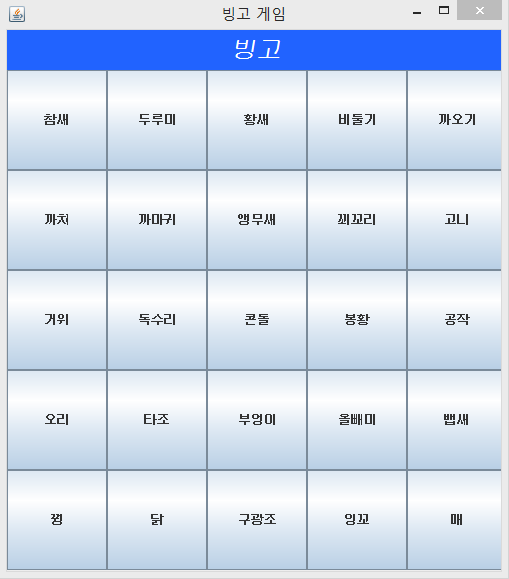 빙고 게임
빙고
참새 두루미 황새 비둘기 까오기
까치 까마귀 앵무새 꾀꼬리 고니
거위 독수리 콘돌 봉황 공작
오리 타조 부엉이 올빼미 뱁새
꿩 닭 구광조 잉꼬 매